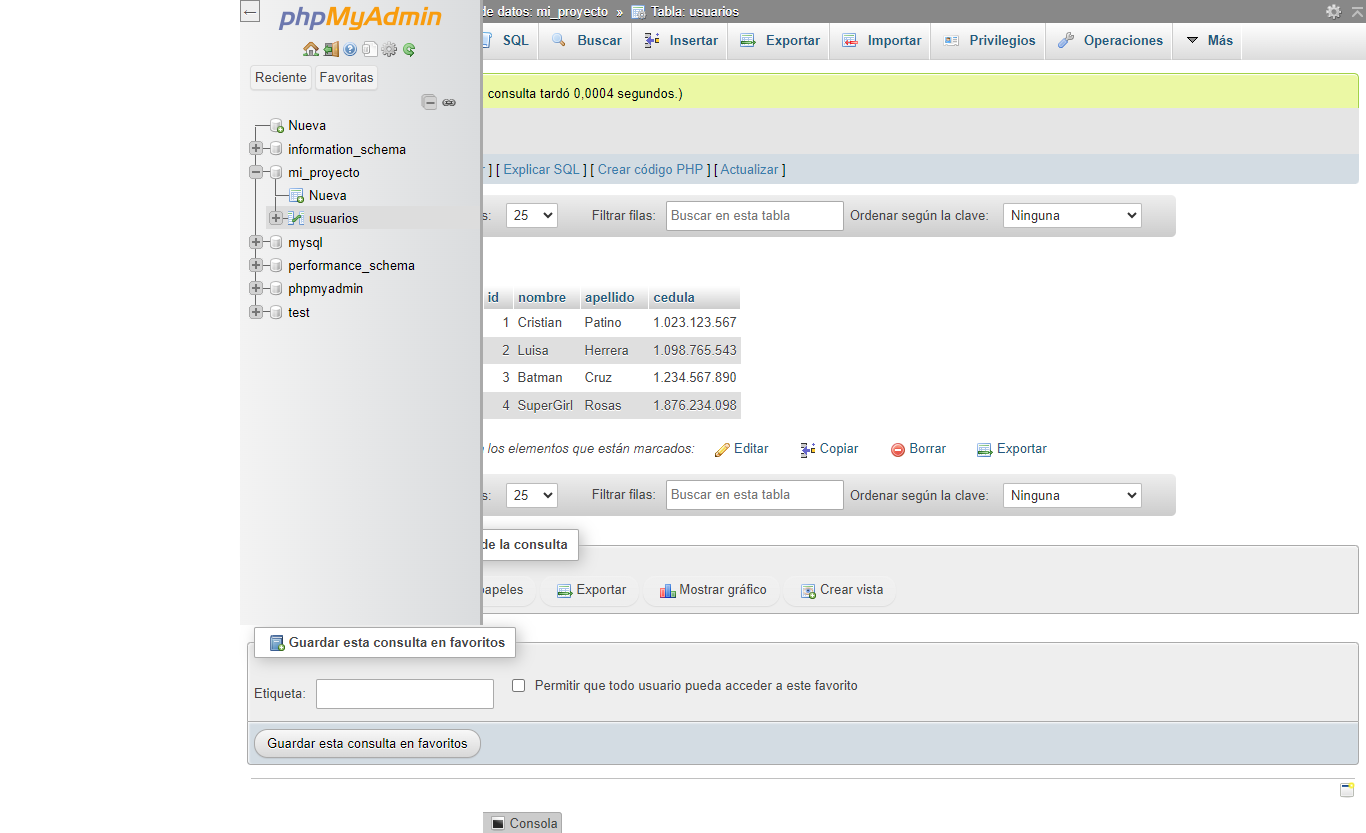 phpMyAdmin
Reciente Favoritas
Nueva
information_schema
mi_proyecto
Nueva
usuarios
mysql
performance_schema
phpmyadmin
test
de datos: mi_proyecto » Tabla: usuarios
SQL Buscar Insertar Exportar Importar Privilegios Operaciones Más
consulta tardó 0,0004 segundos.)
] [ Explicar SQL ] [ Crear código PHP ] [ Actualizar ]
25 Filtrar filas: Buscar en esta tabla Ordenar según la clave: Ninguna
id nombre apellido cedula
1 Cristian Patino 1.023.123.567
2 Luisa Herrera 1.098.765.543
3 Batman Cruz 1.234.567.890
4 SuperGirl Rosas 1.876.234.098
los elementos que están marcados: Editar Copiar Borrar Exportar
25 Filtrar filas: Buscar en esta tabla Ordenar según la clave: Ninguna
de la consulta
apeles Exportar Mostrar gráfico Crear vista
Guardar esta consulta en favoritos
Etiqueta: Permitir que todo usuario pueda acceder a este favorito
Guardar esta consulta en favoritos
Consola